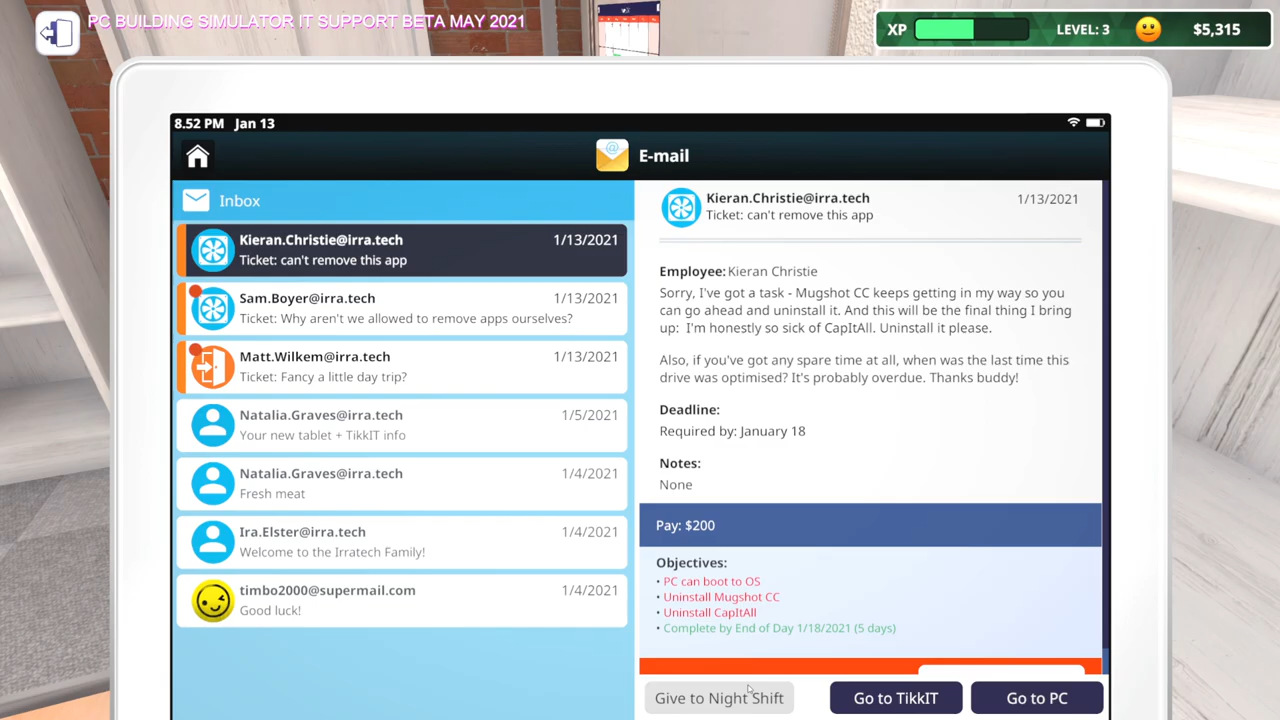 PC BUILDING SIMULATOR IT SUPPORT BETA MAY 2021
XP LEVEL: 3 $5,315
8.52 PM Jan 13
E-mail
Inbox
Kieran.Christie@irra.tech 1/13/2021
Ticket: can't remove this app
Sam.Boyer@irra.tech 1/13/2021
Ticket: Why aren't we allowed to remove apps ourselves?
Matt.Wilkem@irra.tech 1/13/2021
Ticket: Fancy a little day trip?
Natalia.Graves@irra.tech 1/5/2021
Your new tablet + TikkIT info
Natalia.Graves@irra.tech 1/4/2021
Fresh meat
Ira.Elster@irra.tech 1/4/2021
Welcome to the Irratech Family!
timbo2000@supermail.com 1/4/2021
Good luck!
Kieran.Christie@irra.tech 1/13/2021
Ticket: can't remove this app
Employee: Kieran Christie
Sorry, I've got a task - Mugshot CC keeps getting in my way so you
can go ahead and uninstall it. And this will be the final thing I bring
up: I'm honestly so sick of CapItAll. Uninstall it please.
Also, if you've got any spare time at all, when was the last time this
drive was optimised? It's probably overdue. Thanks buddy!
Deadline:
Required by: January 18
Notes:
None
Pay: $200
Objectives:
• PC can boot to OS
• Uninstall Mugshot CC
• Uninstall CapItAll
• Complete by End of Day 1/18/2021 (5 days)
Give to Night Shift Go to TikkIT Go to PC